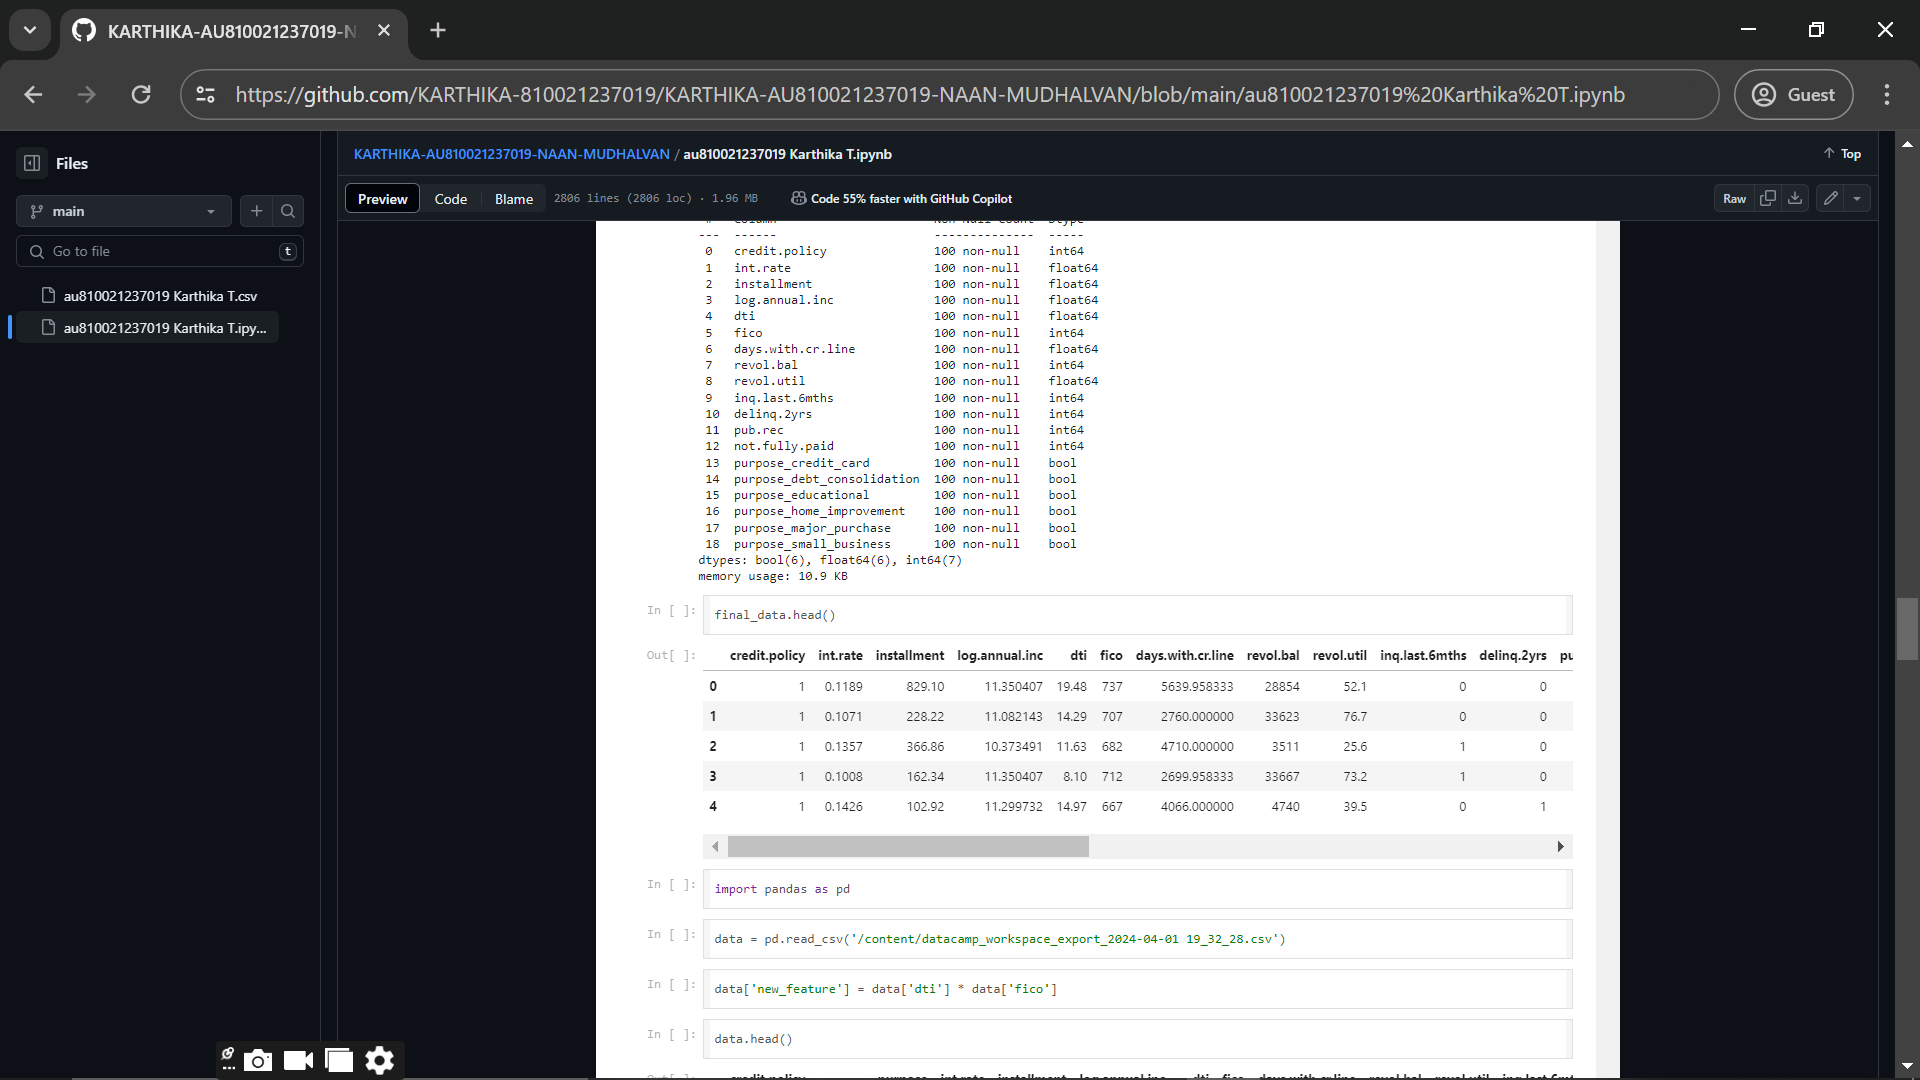 KARTHIKA-AU810021237019-N
https://github.com/KARTHIKA-810021237019/KARTHIKA-AU810021237019-NAAN-MUDHALVAN/blob/main/au810021237019%20Karthika%20T.ipynb
Guest
Files
main
Go to file
t
au810021237019 Karthika T.csv
au810021237019 Karthika T.ipy...
KARTHIKA-AU810021237019-NAAN-MUDHALVAN / au810021237019 Karthika T.ipynb
Top
Preview Code Blame 2806 lines (2806 loc) · 1.96 MB Code 55% faster with GitHub Copilot Raw
--- ------ -------------- -----
0 credit.policy 100 non-null int64
1 int.rate 100 non-null float64
2 installment 100 non-null float64
3 log.annual.inc 100 non-null float64
4 dti 100 non-null float64
5 fico 100 non-null int64
6 days.with.cr.line 100 non-null float64
7 revol.bal 100 non-null int64
8 revol.util 100 non-null float64
9 inq.last.6mths 100 non-null int64
10 delinq.2yrs 100 non-null int64
11 pub.rec 100 non-null int64
12 not.fully.paid 100 non-null int64
13 purpose_credit_card 100 non-null bool
14 purpose_debt_consolidation 100 non-null bool
15 purpose_educational 100 non-null bool
16 purpose_home_improvement 100 non-null bool
17 purpose_major_purchase 100 non-null bool
18 purpose_small_business 100 non-null bool
dtypes: bool(6), float64(6), int64(7)
memory usage: 10.9 KB
In [ ]: final_data.head()
Out[ ]: credit.policy int.rate installment log.annual.inc dti fico days.with.cr.line revol.bal revol.util inq.last.6mths delinq.2yrs pu
0 1 0.1189 829.10 11.350407 19.48 737 5639.958333 28854 52.1 0 0
1 1 0.1071 228.22 11.082143 14.29 707 2760.000000 33623 76.7 0 0
2 1 0.1357 366.86 10.373491 11.63 682 4710.000000 3511 25.6 1 0
3 1 0.1008 162.34 11.350407 8.10 712 2699.958333 33667 73.2 1 0
4 1 0.1426 102.92 11.299732 14.97 667 4066.000000 4740 39.5 0 1
In [ ]: import pandas as pd
In [ ]: data = pd.read_csv('/content/datacamp_workspace_export_2024-04-01 19_32_28.csv')
In [ ]: data['new_feature'] = data['dti'] * data['fico']
In [ ]: data.head()